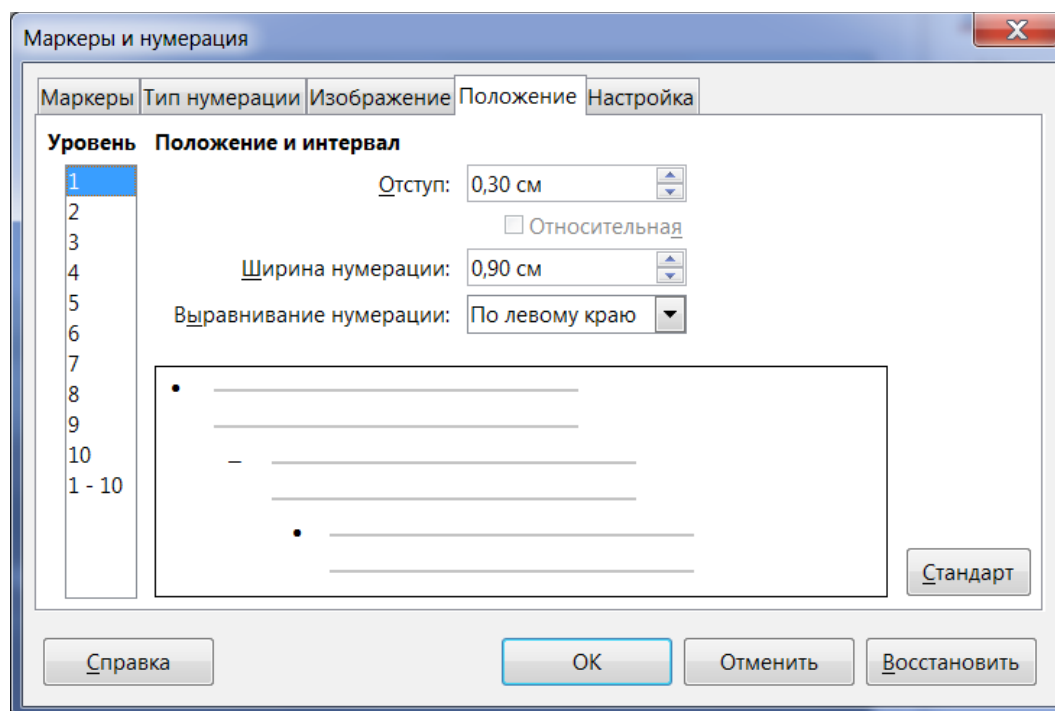 Маркеры и нумерация
X
Маркеры Тип нумерации Изображение Положение Настройка
Уровень Положение и интервал
1
2
3
4
5
6
7
8
9
10
1 - 10
Отступ: 0,30 см
Относительная
Ширина нумерации: 0,90 см
Выравнивание нумерации: По левому краю
Стандарт
Справка ОК Отменить Восстановить